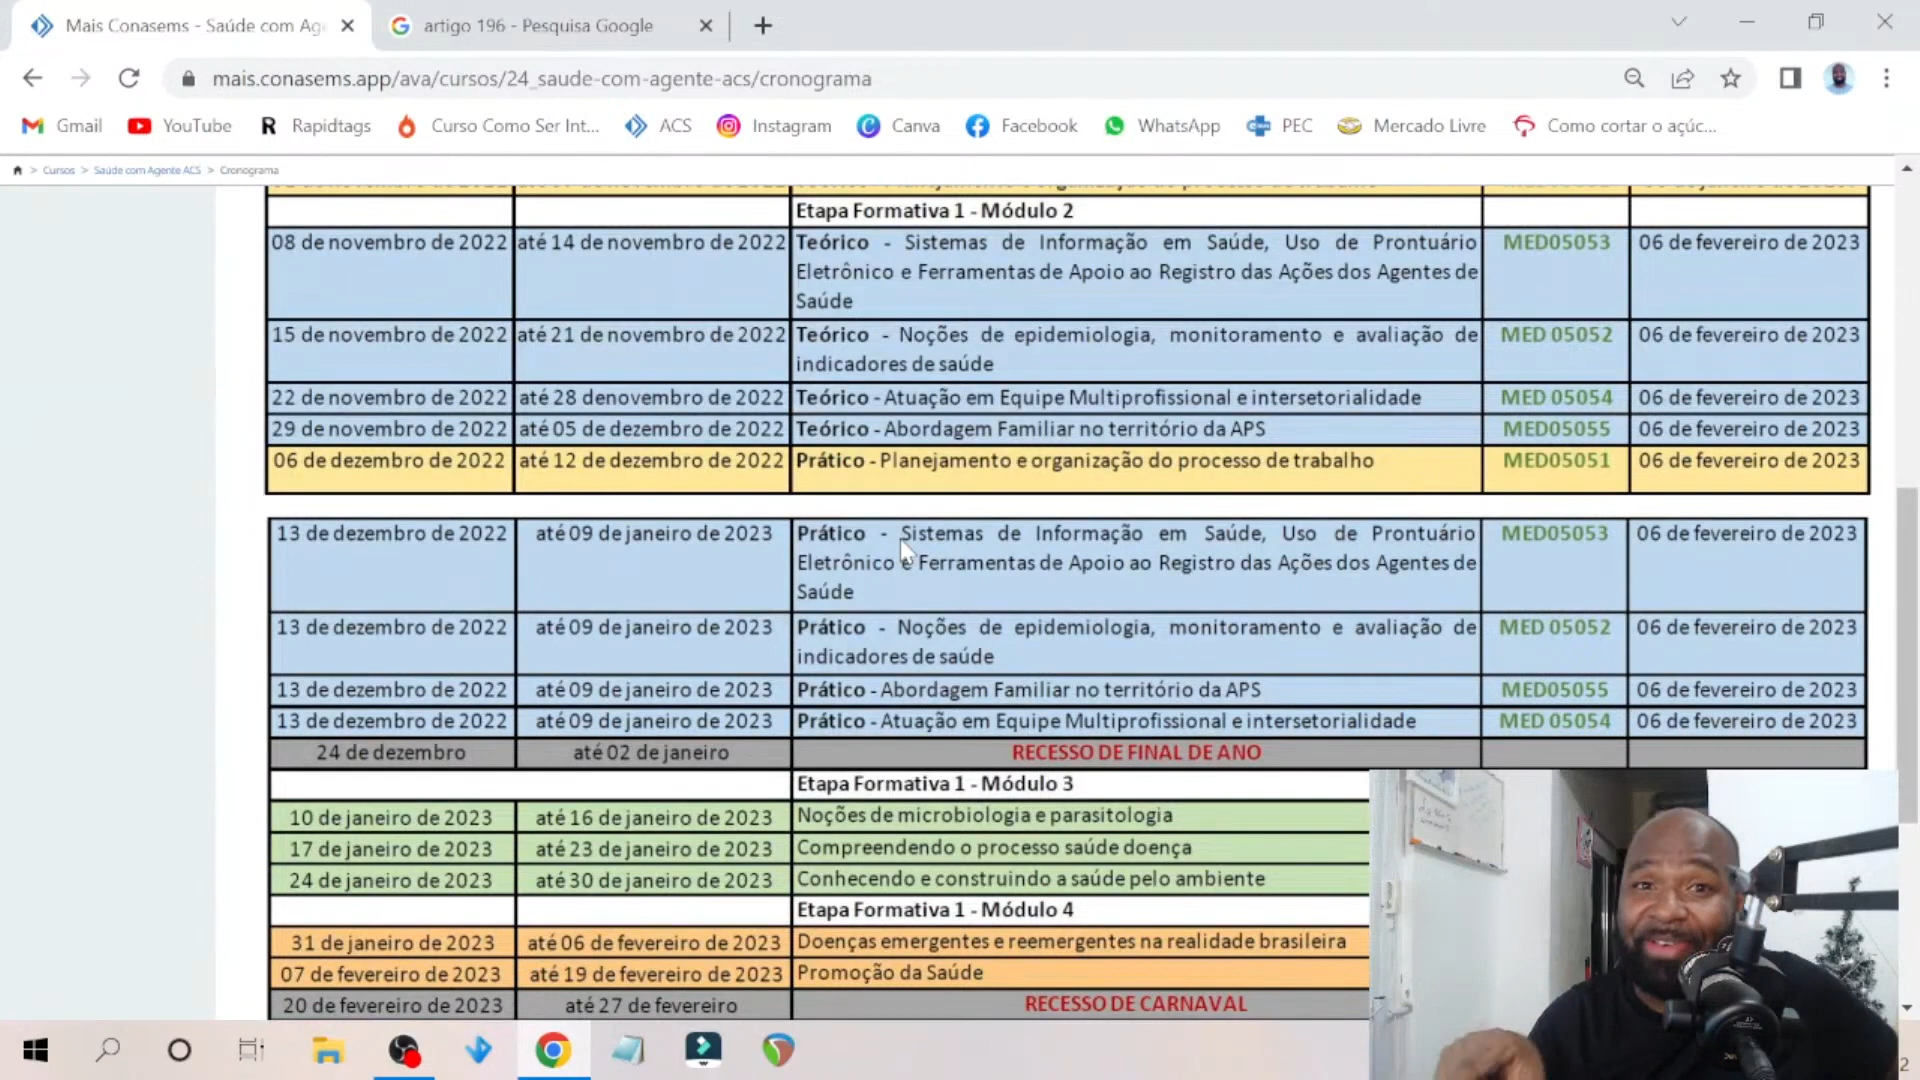 Mais Conasems - Saúde com Age
artigo 196 - Pesquisa Google
mais.conasems.app/ava/cursos/24_saude-com-agente-acs/cronograma
Gmail
YouTube
Rapidtags
Curso Como Ser Int...
ACS
Instagram
Canva
Facebook
WhatsApp
PEC
Mercado Livre
Como cortar o açúc...
> Cursos > Saúde com Agente ACS > Cronograma
Etapa Formativa 1 - Módulo 2
08 de novembro de 2022 até 14 de novembro de 2022 Teórico - Sistemas de Informação em Saúde, Uso de Prontuário MED05053 06 de fevereiro de 2023
Eletrônico e Ferramentas de Apoio ao Registro das Ações dos Agentes de
Saúde
15 de novembro de 2022 até 21 de novembro de 2022 Teórico - Noções de epidemiologia, monitoramento e avaliação de MED 05052 06 de fevereiro de 2023
indicadores de saúde
22 de novembro de 2022 até 28 denovembro de 2022 Teórico - Atuação em Equipe Multiprofissional e intersetorialidade MED 05054 06 de fevereiro de 2023
29 de novembro de 2022 até 05 de dezembro de 2022 Teórico - Abordagem Familiar no território da APS MED05055 06 de fevereiro de 2023
06 de dezembro de 2022 até 12 de dezembro de 2022 Prático - Planejamento e organização do processo de trabalho MED05051 06 de fevereiro de 2023
13 de dezembro de 2022 até 09 de janeiro de 2023 Prático - Sistemas de Informação em Saúde, Uso de Prontuário MED05053 06 de fevereiro de 2023
Eletrônico e Ferramentas de Apoio ao Registro das Ações dos Agentes de
Saúde
13 de dezembro de 2022 até 09 de janeiro de 2023 Prático - Noções de epidemiologia, monitoramento e avaliação de MED 05052 06 de fevereiro de 2023
indicadores de saúde
13 de dezembro de 2022 até 09 de janeiro de 2023 Prático - Abordagem Familiar no território da APS MED05055 06 de fevereiro de 2023
13 de dezembro de 2022 até 09 de janeiro de 2023 Prático - Atuação em Equipe Multiprofissional e intersetorialidade MED 05054 06 de fevereiro de 2023
24 de dezembro até 02 de janeiro RECESSO DE FINAL DE ANO
Etapa Formativa 1 - Módulo 3
10 de janeiro de 2023 até 16 de janeiro de 2023 Noções de microbiologia e parasitologia
17 de janeiro de 2023 até 23 de janeiro de 2023 Compreendendo o processo saúde doença
24 de janeiro de 2023 até 30 de janeiro de 2023 Conhecendo e construindo a saúde pelo ambiente
Etapa Formativa 1 - Módulo 4
31 de janeiro de 2023 até 06 de fevereiro de 2023 Doenças emergentes e reemergentes na realidade brasileira
07 de fevereiro de 2023 até 19 de fevereiro de 2023 Promoção da Saúde
20 de fevereiro de 2023 até 27 de fevereiro RECESSO DE CARNAVAL